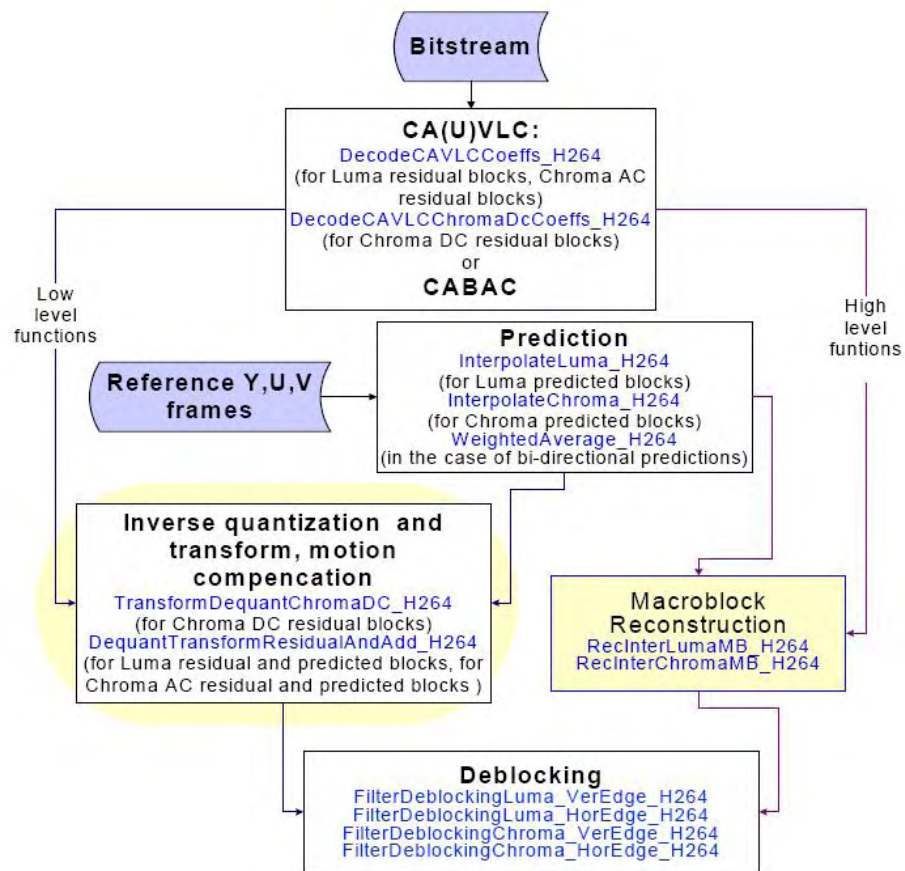 Bitstream
CA(U)VLC:
DecodeCAVLCCoeffs_H264
(for Luma residual blocks, Chroma AC
residual blocks)
DecodeCAVLCChromaDcCoeffs_H264
(for Chroma DC residual blocks)
or
CABAC
Low
level
functions
High
level
funtions
Prediction
InterpolateLuma_H264
(for Luma predicted blocks)
InterpolateChroma_H264
(for Chroma predicted blocks)
WeightedAverage_H264
(in the case of bi-directional predictions)
Reference Y,U,V
frames
Inverse quantization and
transform, motion
compencation
TransformDequantChromaDC_H264
(for Chroma DC residual blocks)
DequantTransformResidualAndAdd_H264
(for Luma residual and predicted blocks, for
Chroma AC residual and predicted blocks )
Macroblock
Reconstruction
RecInterLumaMB_H264
RecInterChromaMB_H264
Deblocking
FilterDeblockingLuma_VerEdge_H264
FilterDeblockingLuma_HorEdge_H264
FilterDeblockingChroma_VerEdge_H264
FilterDeblockingChroma_HorEdge_H264